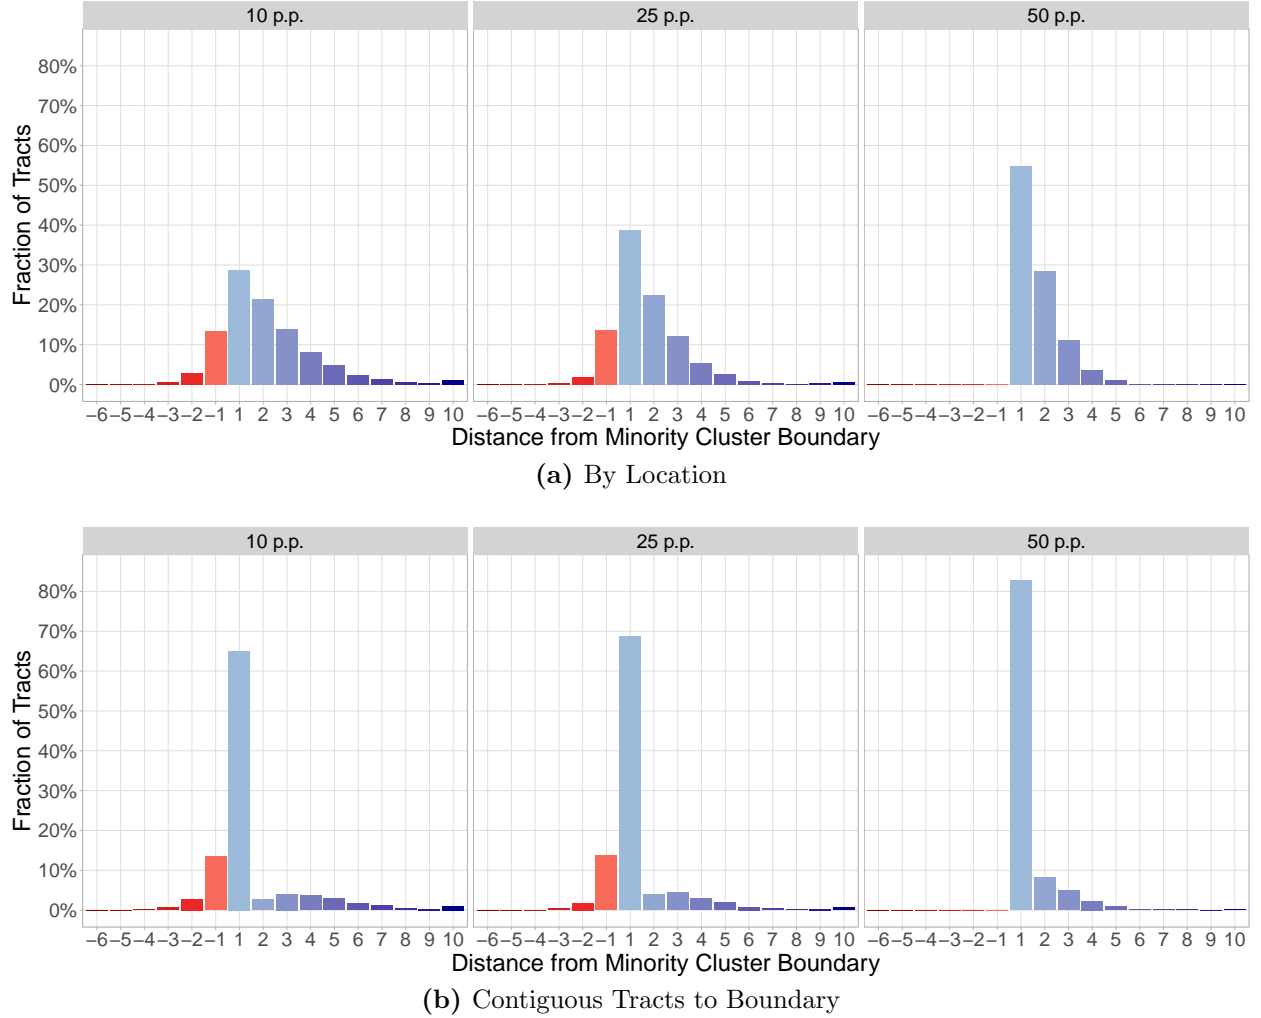 10 p.p. 25 p.p. 50 p.p.
80%
70%
60%
50%
40%
30%
20%
10%
0%
Fraction of Tracts
−6 −5 −4 −3 −2 −1 1 2 3 4 5 6 7 8 9 10 −6 −5 −4 −3 −2 −1 1 2 3 4 5 6 7 8 9 10 −6 −5 −4 −3 −2 −1 1 2 3 4 5 6 7 8 9 10
Distance from Minority Cluster Boundary
(a) By Location
10 p.p. 25 p.p. 50 p.p.
80%
70%
60%
50%
40%
30%
20%
10%
0%
Fraction of Tracts
−6 −5 −4 −3 −2 −1 1 2 3 4 5 6 7 8 9 10 −6 −5 −4 −3 −2 −1 1 2 3 4 5 6 7 8 9 10 −6 −5 −4 −3 −2 −1 1 2 3 4 5 6 7 8 9 10
Distance from Minority Cluster Boundary
(b) Contiguous Tracts to Boundary